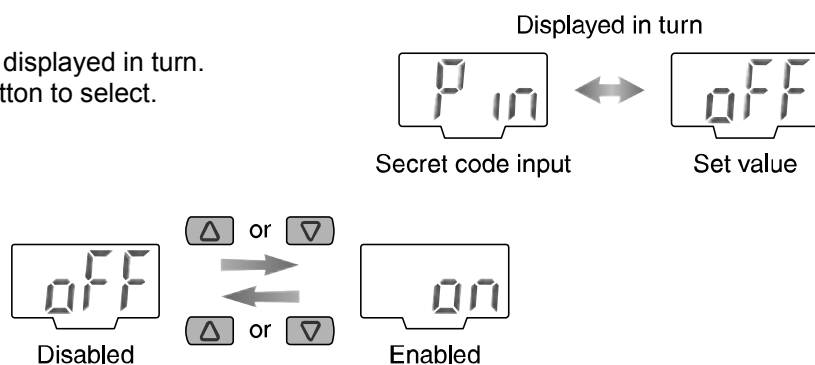 Displayed in turn
displayed in turn.
tton to select.
P in
oFF
Secret code input
Set value
or
oFF
on
or
Disabled
Enabled